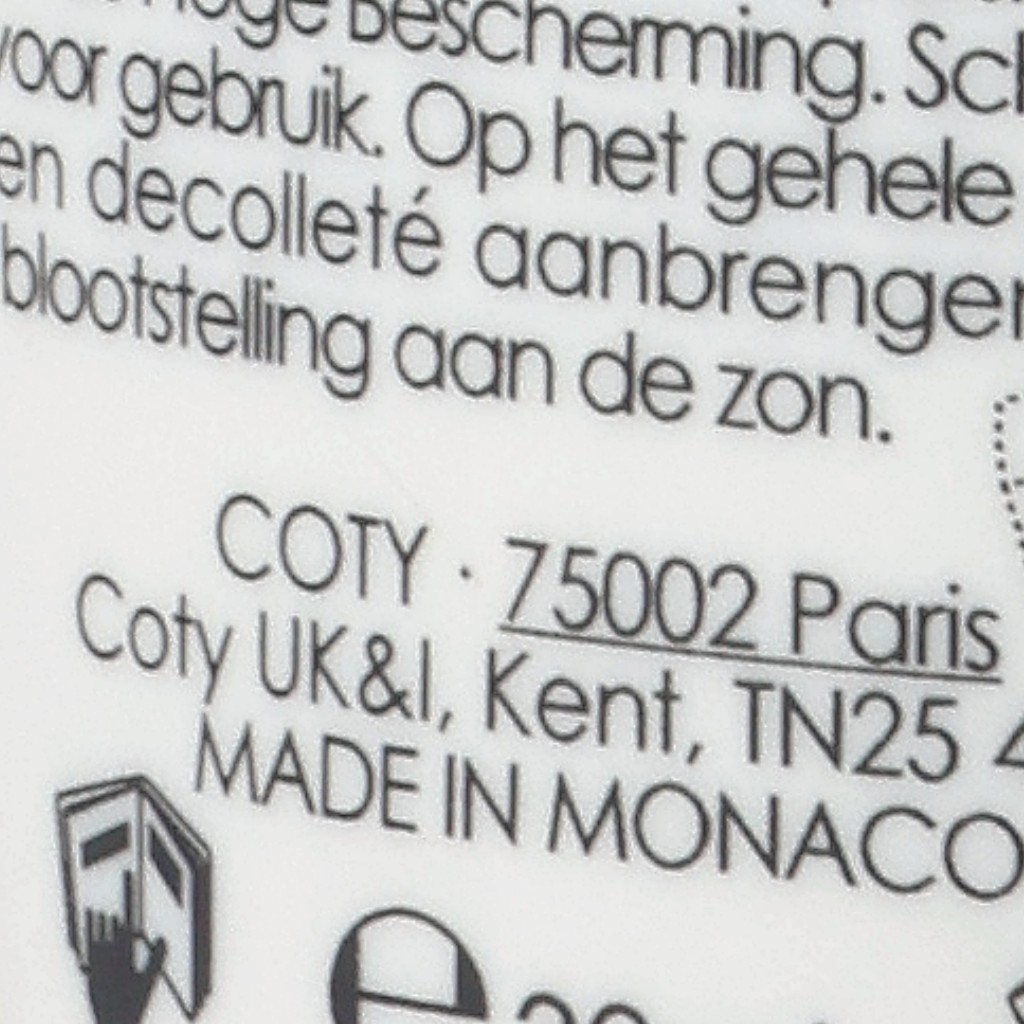 Bescherming.
voor gebruik. Op het gehele
en decolleté
blootstelling aan de zon.
COTY · 75002 Paris
Coty UK&I, Kent, TN25
MADE IN MONACO
e